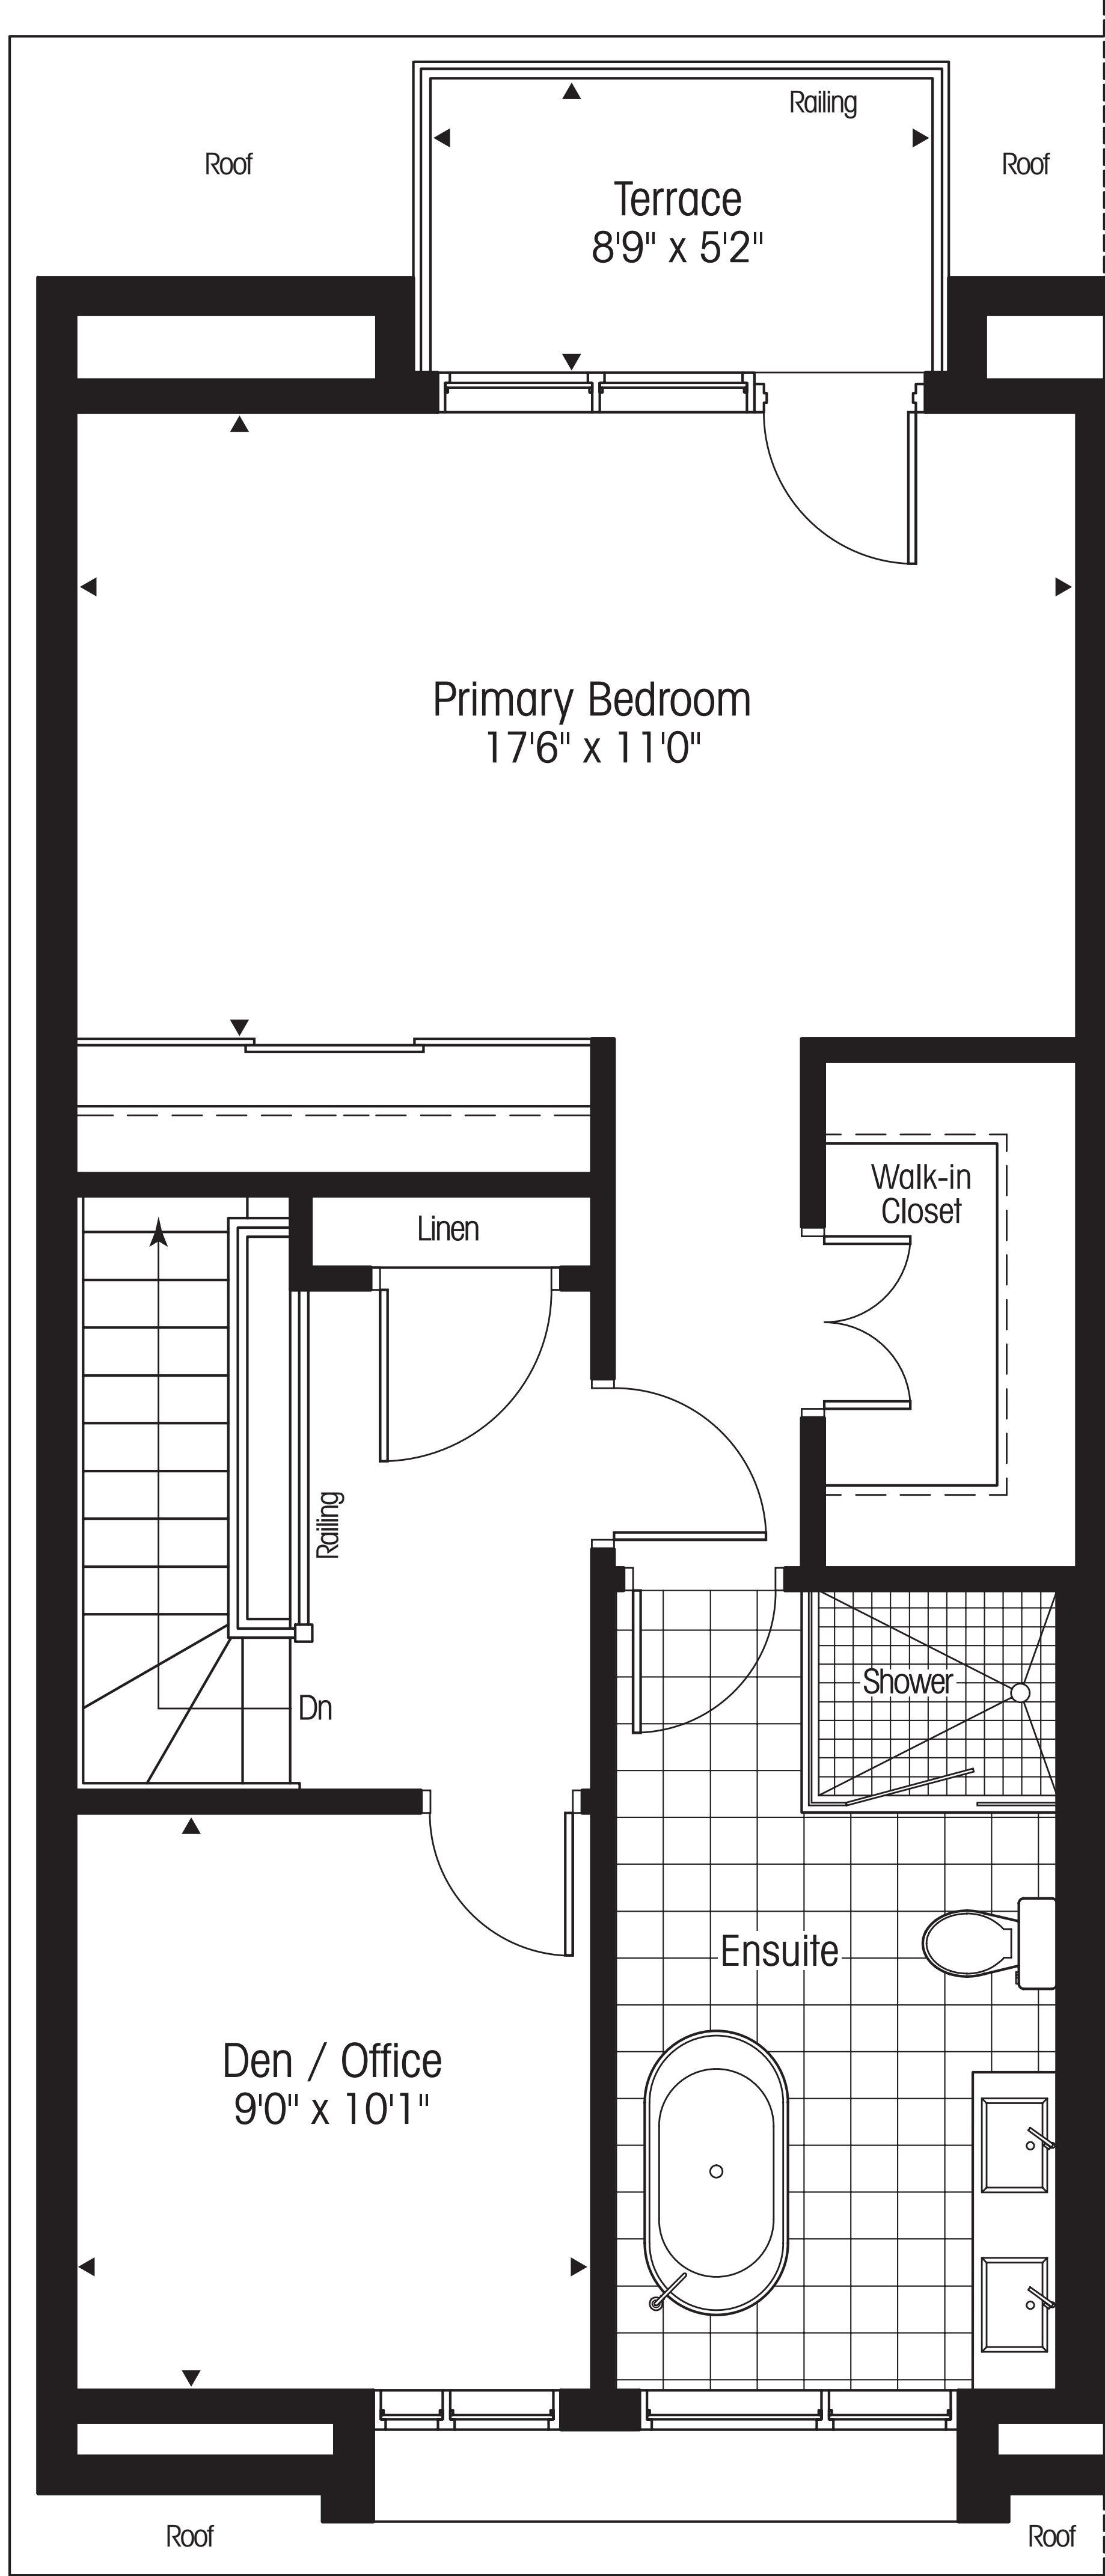 Railing
Roof
Roof
Terrace
8'9" x 5'2"
Primary Bedroom
17'6" x 11'0"
Walk-in
Closet
Linen
Railing
Shower
Dn
Ensuite
Den / Office
9'0" x 10'1"
Roof
Roof